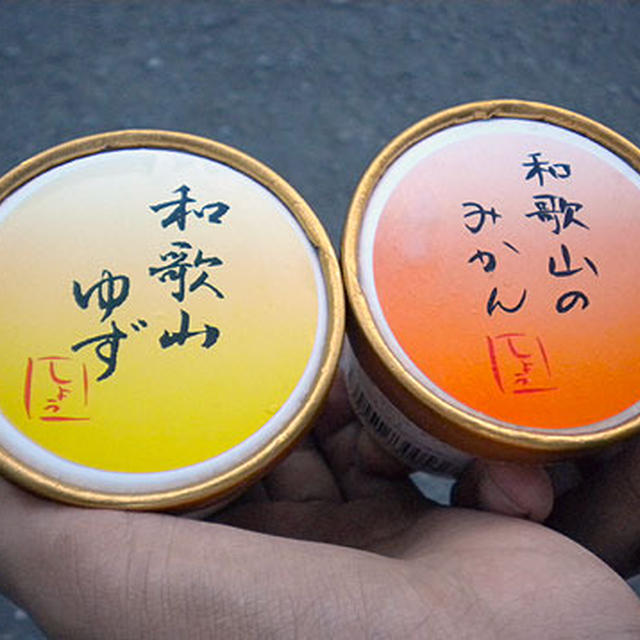 和歌山
ゆず
しょう
和歌山の
みかん
しょう